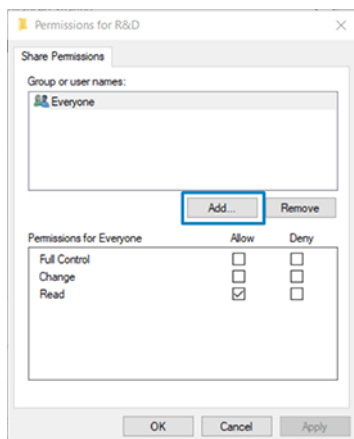 Permissions for R&D
Share Permissions
Group or user names:
Everyone
Add... Remove
Permissions for Everyone Allow Deny
Full Control
Change
Read
OK Cancel Apply